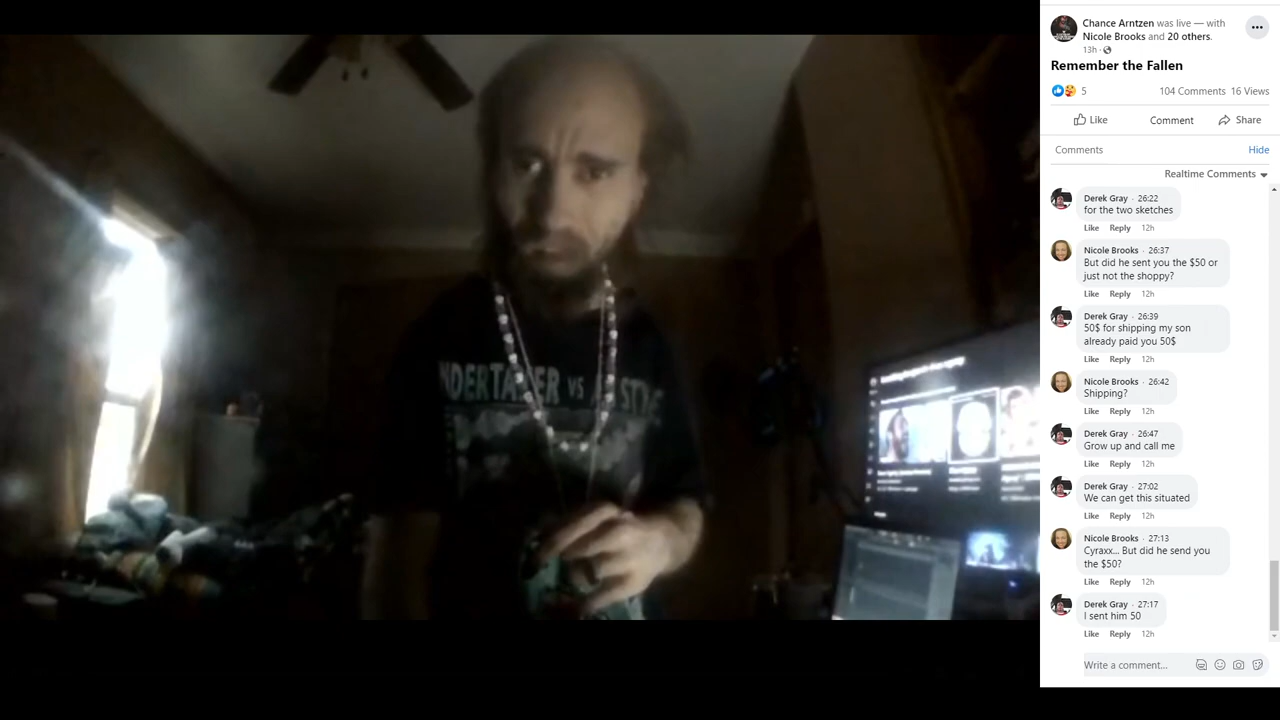 Chance Arntzen was live — with
Nicole Brooks and 20 others.
13h ·
Remember the Fallen
5
104 Comments 16 Views
Like
Comment
Share
Comments
Hide
Realtime Comments
Derek Gray · 26:22
for the two sketches
Like Reply 12h
Nicole Brooks · 26:37
But did he sent you the $50 or
just not the shoppy?
Like Reply 12h
Derek Gray · 26:39
50$ for shipping my son
already paid you 50$
Like Reply 12h
Nicole Brooks · 26:42
Shipping?
Like Reply 12h
Derek Gray · 26:47
Grow up and call me
Like Reply 12h
Derek Gray · 27:02
We can get this situated
Like Reply 12h
Nicole Brooks · 27:13
Cyraxx... But did he send you
the $50?
Like Reply 12h
Derek Gray · 27:17
I sent him 50
Like Reply 12h
Write a comment...
NDERTAKER VS STYLE